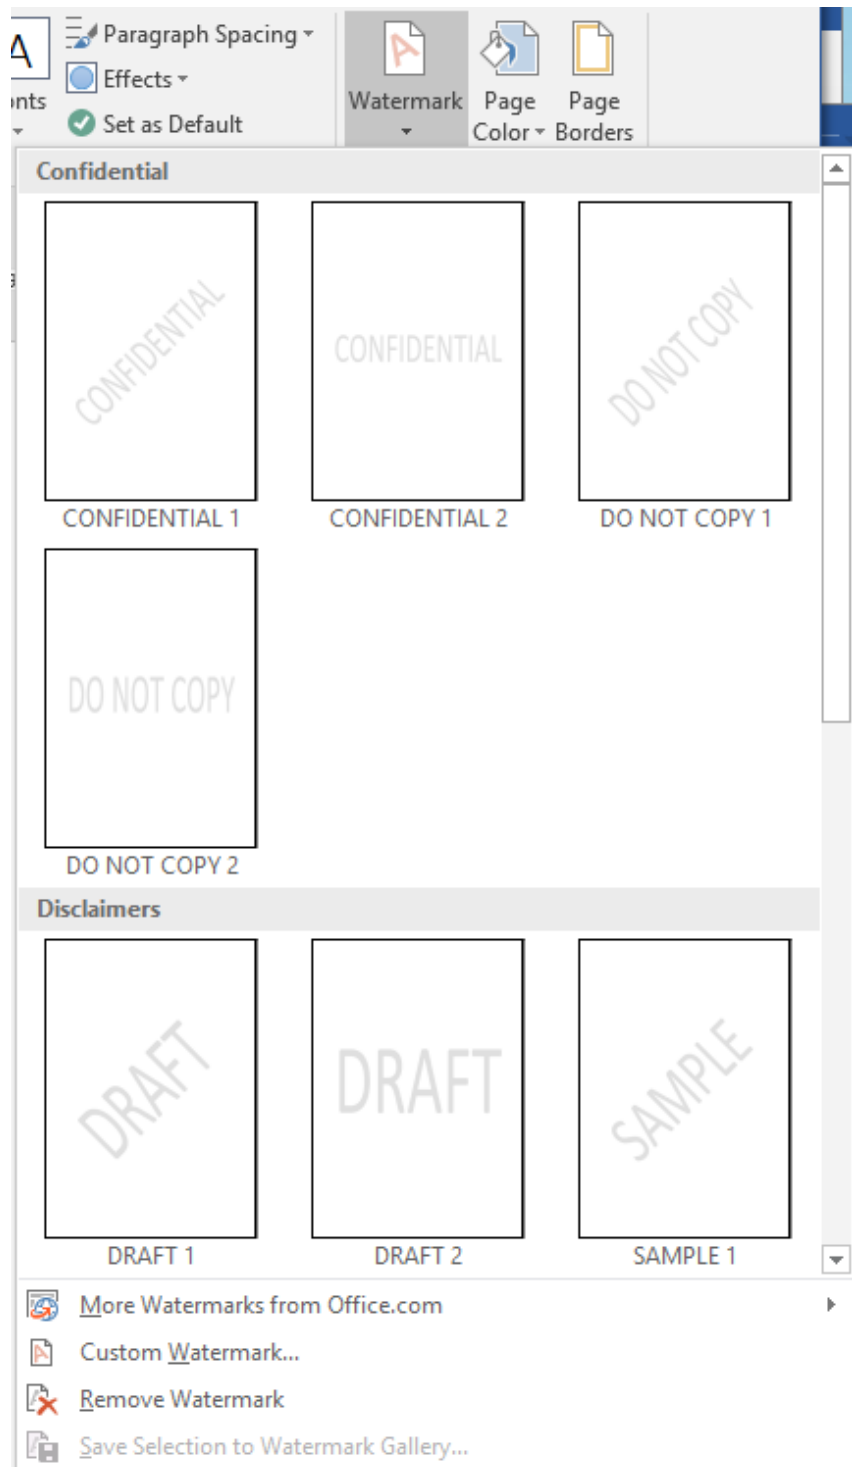 A
Paragraph Spacing
Effects
Set as Default
Watermark
Page Color
Page Borders
Confidential
CONFIDENTIAL
CONFIDENTIAL
DO NOT COPY
CONFIDENTIAL 1
CONFIDENTIAL 2
DO NOT COPY 1
DO NOT COPY
DO NOT COPY 2
Disclaimers
DRAFT
DRAFT
SAMPLE
DRAFT 1
DRAFT 2
SAMPLE 1
More Watermarks from Office.com
Custom Watermark...
Remove Watermark
Save Selection to Watermark Gallery...